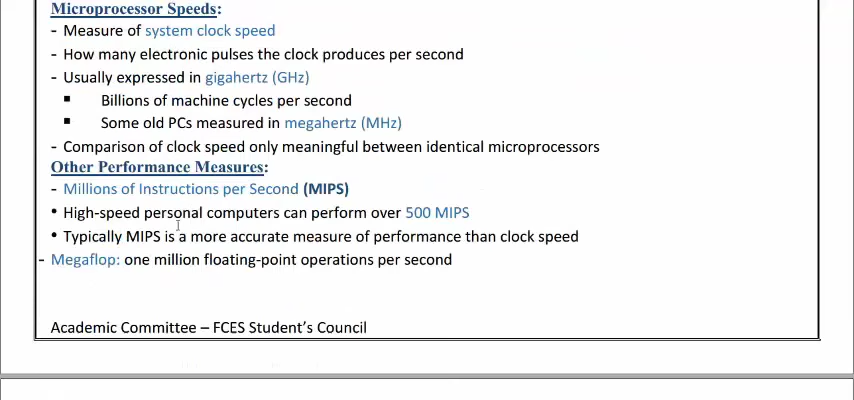 Microprocessor Speeds:
- Measure of system clock speed
- How many electronic pulses the clock produces per second
- Usually expressed in gigahertz (GHz)
▪ Billions of machine cycles per second
▪ Some old PCs measured in megahertz (MHz)
- Comparison of clock speed only meaningful between identical microprocessors
Other Performance Measures:
- Millions of Instructions per Second (MIPS)
• High-speed personal computers can perform over 500 MIPS
• Typically MIPS is a more accurate measure of performance than clock speed
- Megaflop: one million floating-point operations per second
Academic Committee – FCES Student’s Council